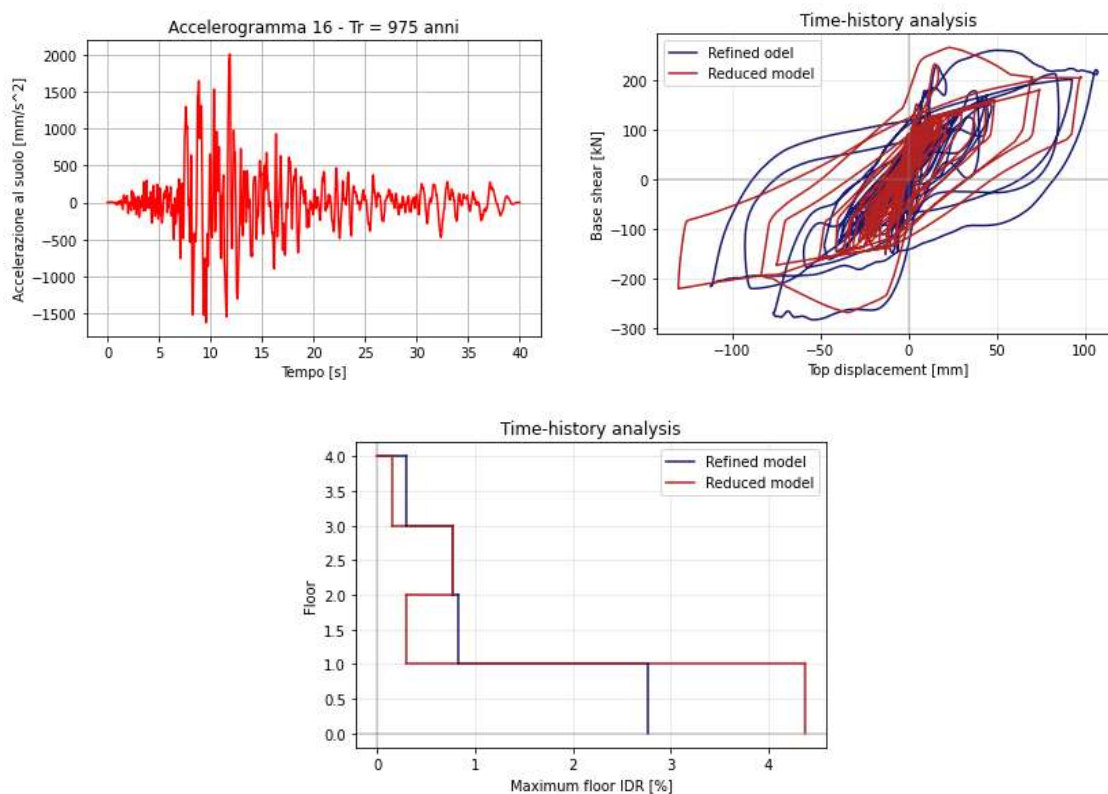 Accelerogramma 16 - Tr = 975 anni
2000
1500
1000
500
0
−500
−1000
−1500
0 5 10 15 20 25 30 35 40
Accelerazione al suolo [mm/s^2]
Tempo [s]
Time-history analysis
Refined odel
Reduced model
200
100
0
−100
−200
−300
−100 −50 0 50 100
Base shear [kN]
Top displacement [mm]
Time-history analysis
Refined model
Reduced model
4.0
3.5
3.0
2.5
2.0
1.5
1.0
0.5
0.0
0 1 2 3 4
Floor
Maximum floor IDR [%]